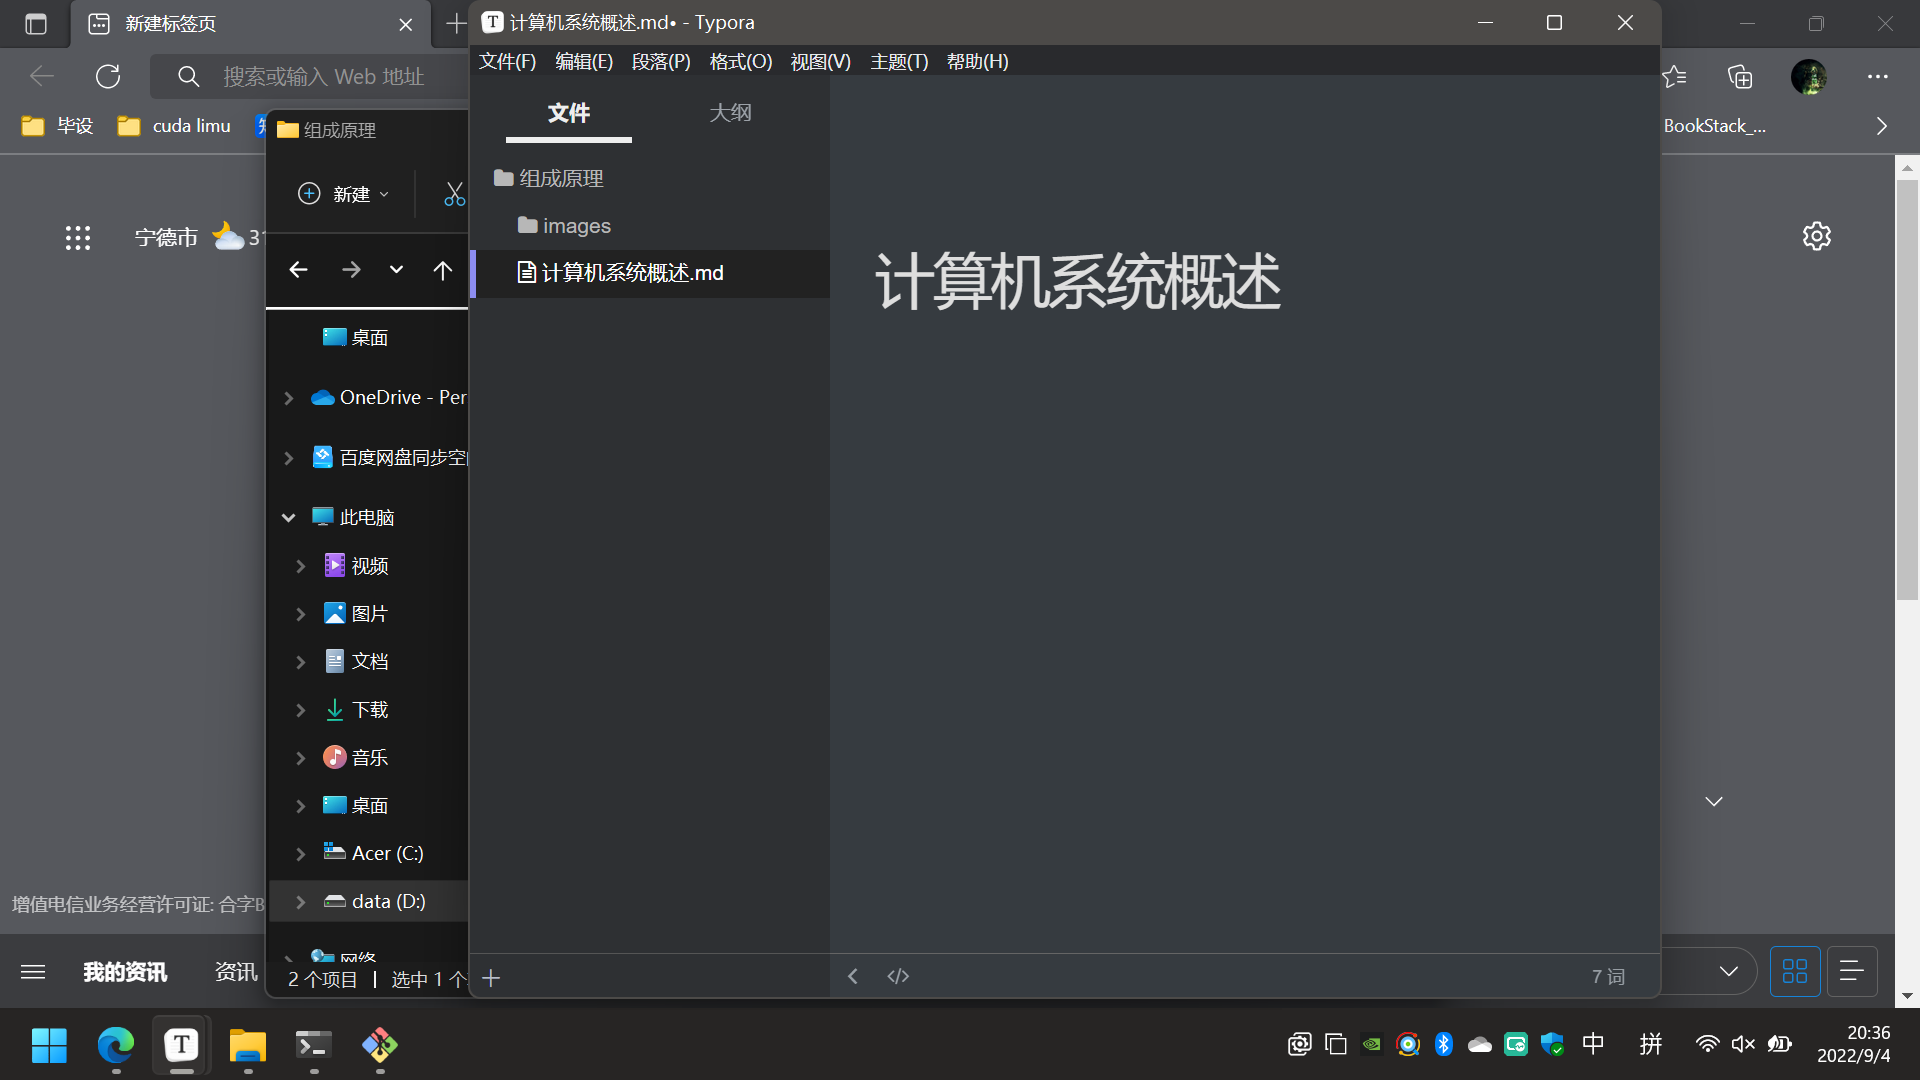 新建标签页
搜索或输入 Web 地址
毕设
cuda limu
BookStack_...
宁德市
31
增值电信业务经营许可证: 合字B
我的资讯
资讯
组成原理
新建
桌面
OneDrive - Per
百度网盘同步空
此电脑
视频
图片
文档
下载
音乐
桌面
Acer (C:)
data (D:)
网络
2 个项目
选中 1 个
计算机系统概述.md• - Typora
文件(F) 编辑(E) 段落(P) 格式(O) 视图(V) 主题(T) 帮助(H)
文件
大纲
组成原理
images
计算机系统概述.md
计算机系统概述
</>
7 词
中
拼
20:36
2022/9/4